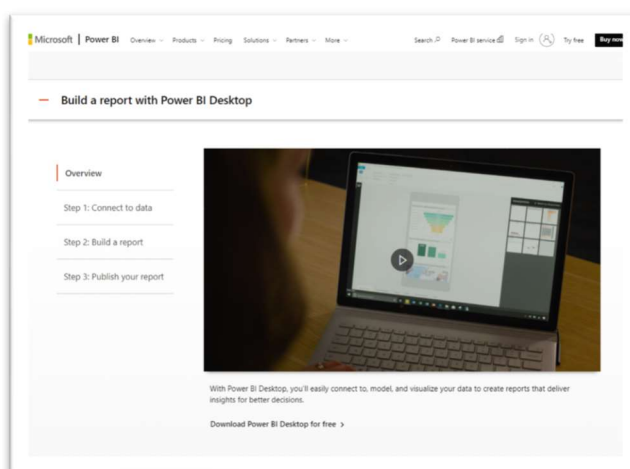 Microsoft | Power BI Overview Products Pricing Solutions Partners More Search Power BI service Sign in Try free Buy now
Build a report with Power BI Desktop
Overview
Step 1: Connect to data
Step 2: Build a report
Step 3: Publish your report
With Power BI Desktop, you'll easily connect to, model, and visualize your data to create reports that deliver
insights for better decisions.
Download Power BI Desktop for free >